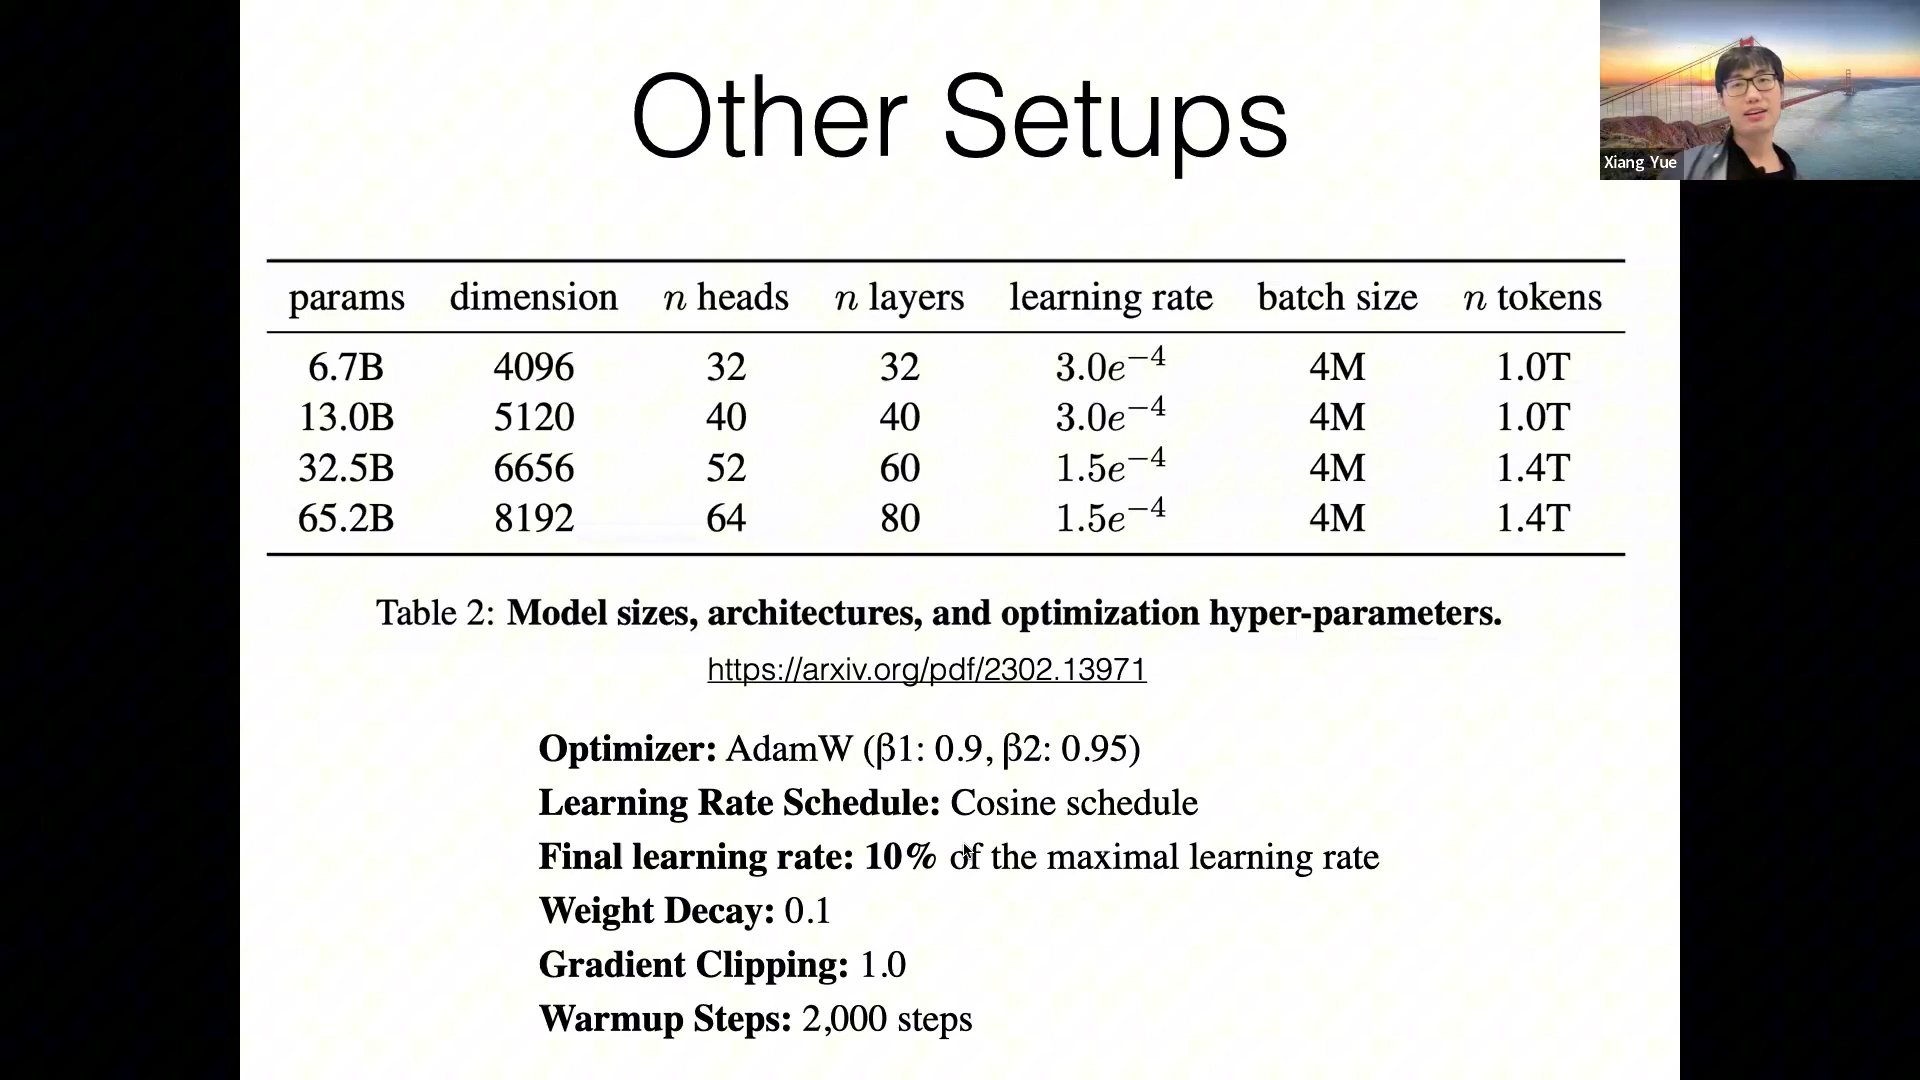 Other Setups
Xiang Yue
params dimension n heads n layers learning rate batch size n tokens
6.7B 4096 32 32 3.0e⁻⁴ 4M 1.0T
13.0B 5120 40 40 3.0e⁻⁴ 4M 1.0T
32.5B 6656 52 60 1.5e⁻⁴ 4M 1.4T
65.2B 8192 64 80 1.5e⁻⁴ 4M 1.4T
Table 2: Model sizes, architectures, and optimization hyper-parameters.
https://arxiv.org/pdf/2302.13971
Optimizer: AdamW (β1: 0.9, β2: 0.95)
Learning Rate Schedule: Cosine schedule
Final learning rate: 10% of the maximal learning rate
Weight Decay: 0.1
Gradient Clipping: 1.0
Warmup Steps: 2,000 steps